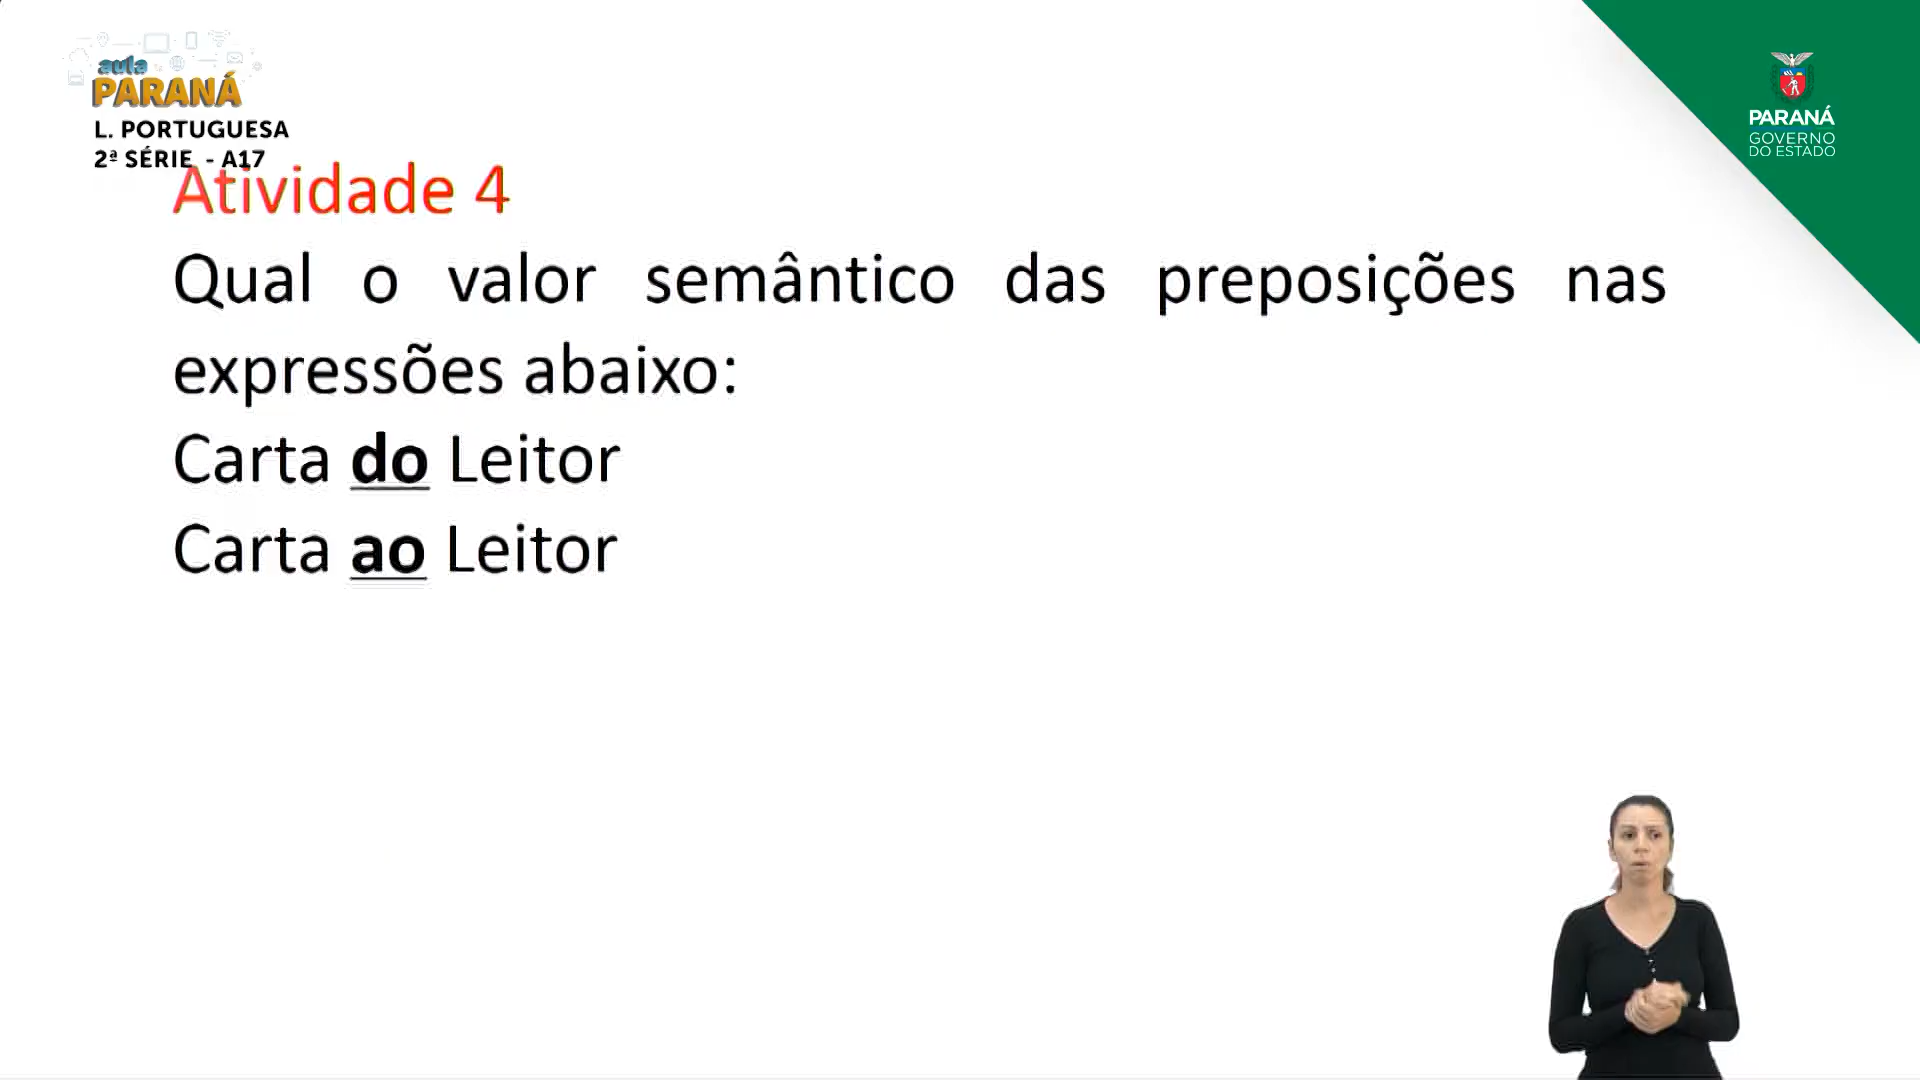 aula
PARANÁ
L. PORTUGUESA
2ª SÉRIE - A17
PARANÁ
GOVERNO
DO ESTADO
Atividade 4
Qual o valor semântico das preposições nas
expressões abaixo:
Carta do Leitor
Carta ao Leitor